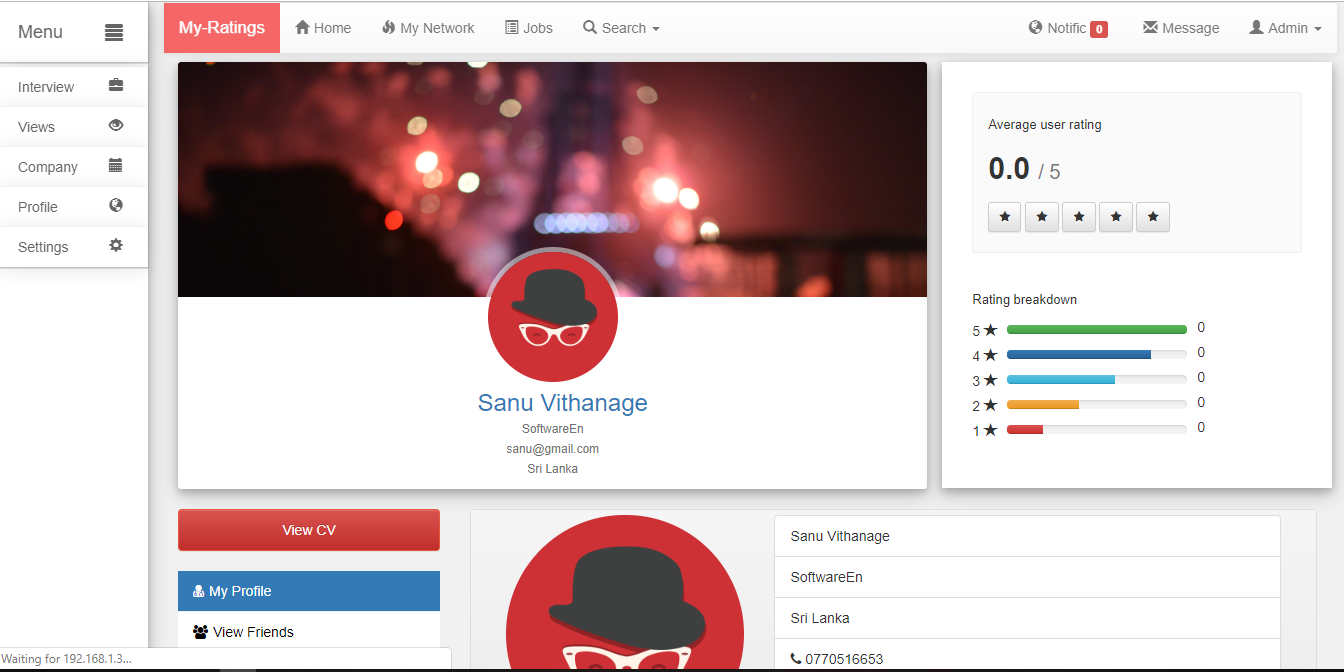 Menu
My-Ratings
Home
My Network
Jobs
Search
Notific 0
Message
Admin
Interview
Views
Company
Profile
Settings
Sanu Vithanage
SoftwareEn
sanu@gmail.com
Sri Lanka
Average user rating
0.0 / 5
Rating breakdown
5 0
4 0
3 0
2 0
1 0
View CV
My Profile
View Friends
Sanu Vithanage
SoftwareEn
Sri Lanka
0770516653
Waiting for 192.168.1.3...